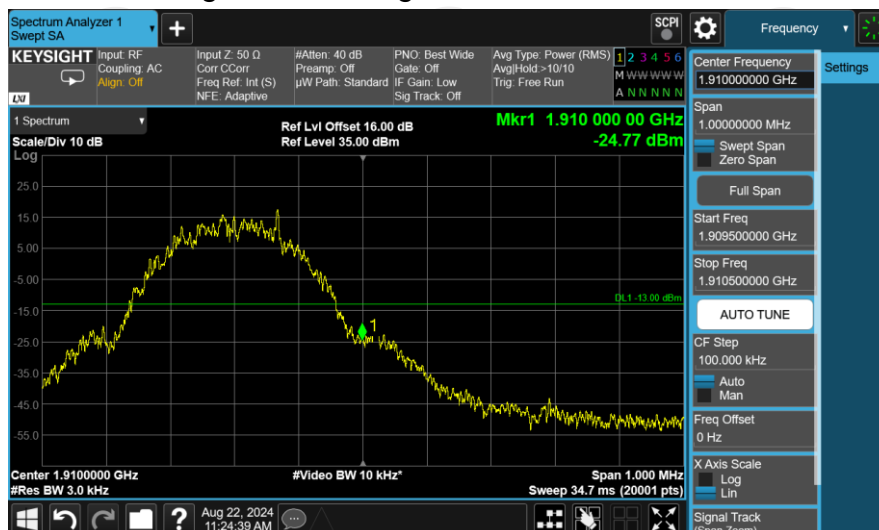 Spectrum Analyzer 1
Swept SA
+
SCPI
Frequency
KEYSIGHT
LXI
Input: RF
Coupling: AC
Align: Off
Input Z: 50 Ω
Corr CCorr
Freq Ref: Int (S)
NFE: Adaptive
#Atten: 40 dB
Preamp: Off
µW Path: Standard
PNO: Best Wide
Gate: Off
IF Gain: Low
Sig Track: Off
Avg Type: Power (RMS)
Avg|Hold:>10/10
Trig: Free Run
1 2 3 4 5 6
M W W W W W
A N N N N N
Center Frequency
1.910000000 GHz
Settings
Span
1.00000000 MHz
Swept Span
Zero Span
Full Span
Start Freq
1.909500000 GHz
Stop Freq
1.910500000 GHz
AUTO TUNE
CF Step
100.000 kHz
Auto
Man
Freq Offset
0 Hz
X Axis Scale
Log
Lin
Signal Track
(Span Zoom)
1 Spectrum
Scale/Div 10 dB
Ref Lvl Offset 16.00 dB
Ref Level 35.00 dBm
Mkr1 1.910 000 00 GHz
-24.77 dBm
Log
25.0
15.0
5.00
-5.00
DL1 -13.00 dBm
-15.0
1
-25.0
-35.0
-45.0
-55.0
Center 1.9100000 GHz
#Res BW 3.0 kHz
#Video BW 10 kHz*
Span 1.000 MHz
Sweep 34.7 ms (20001 pts)
?
Aug 22, 2024
11:24:39 AM